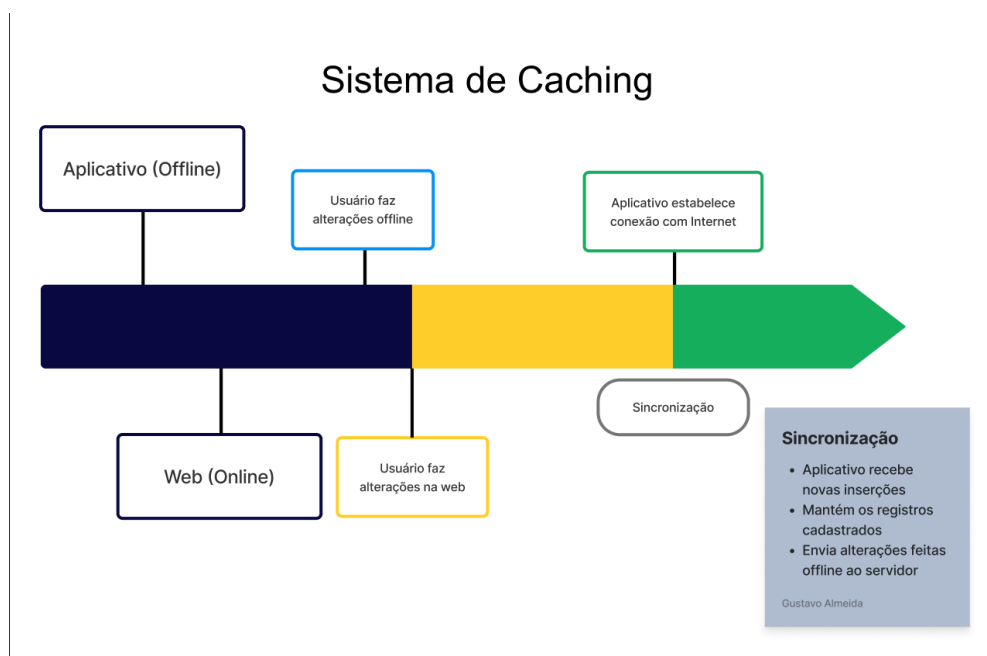 Sistema de Caching
Aplicativo (Offline)
Usuário faz
alterações offline
Aplicativo estabelece
conexão com Internet
Web (Online)
Usuário faz
alterações na web
Sincronização
Sincronização
• Aplicativo recebe
novas inserções
• Mantém os registros
cadastrados
• Envia alterações feitas
offline ao servidor
Gustavo Almeida